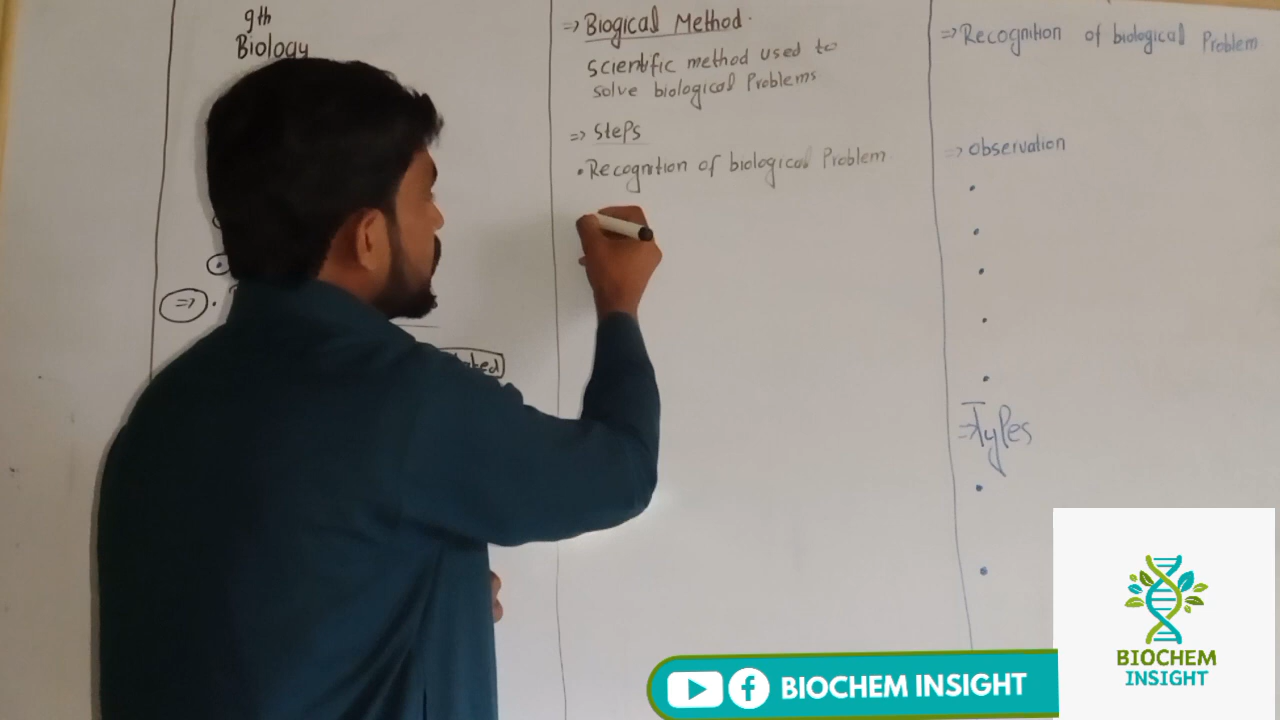 9th
Biology
=> .
ated
=> Biogical Method.
Scientific method used to
solve biological Problems
=> Steps
• Recognition of biological Problem
=> Recognition of biological Problem
=> Observation
=> Types
BIOCHEM INSIGHT
BIOCHEM
INSIGHT